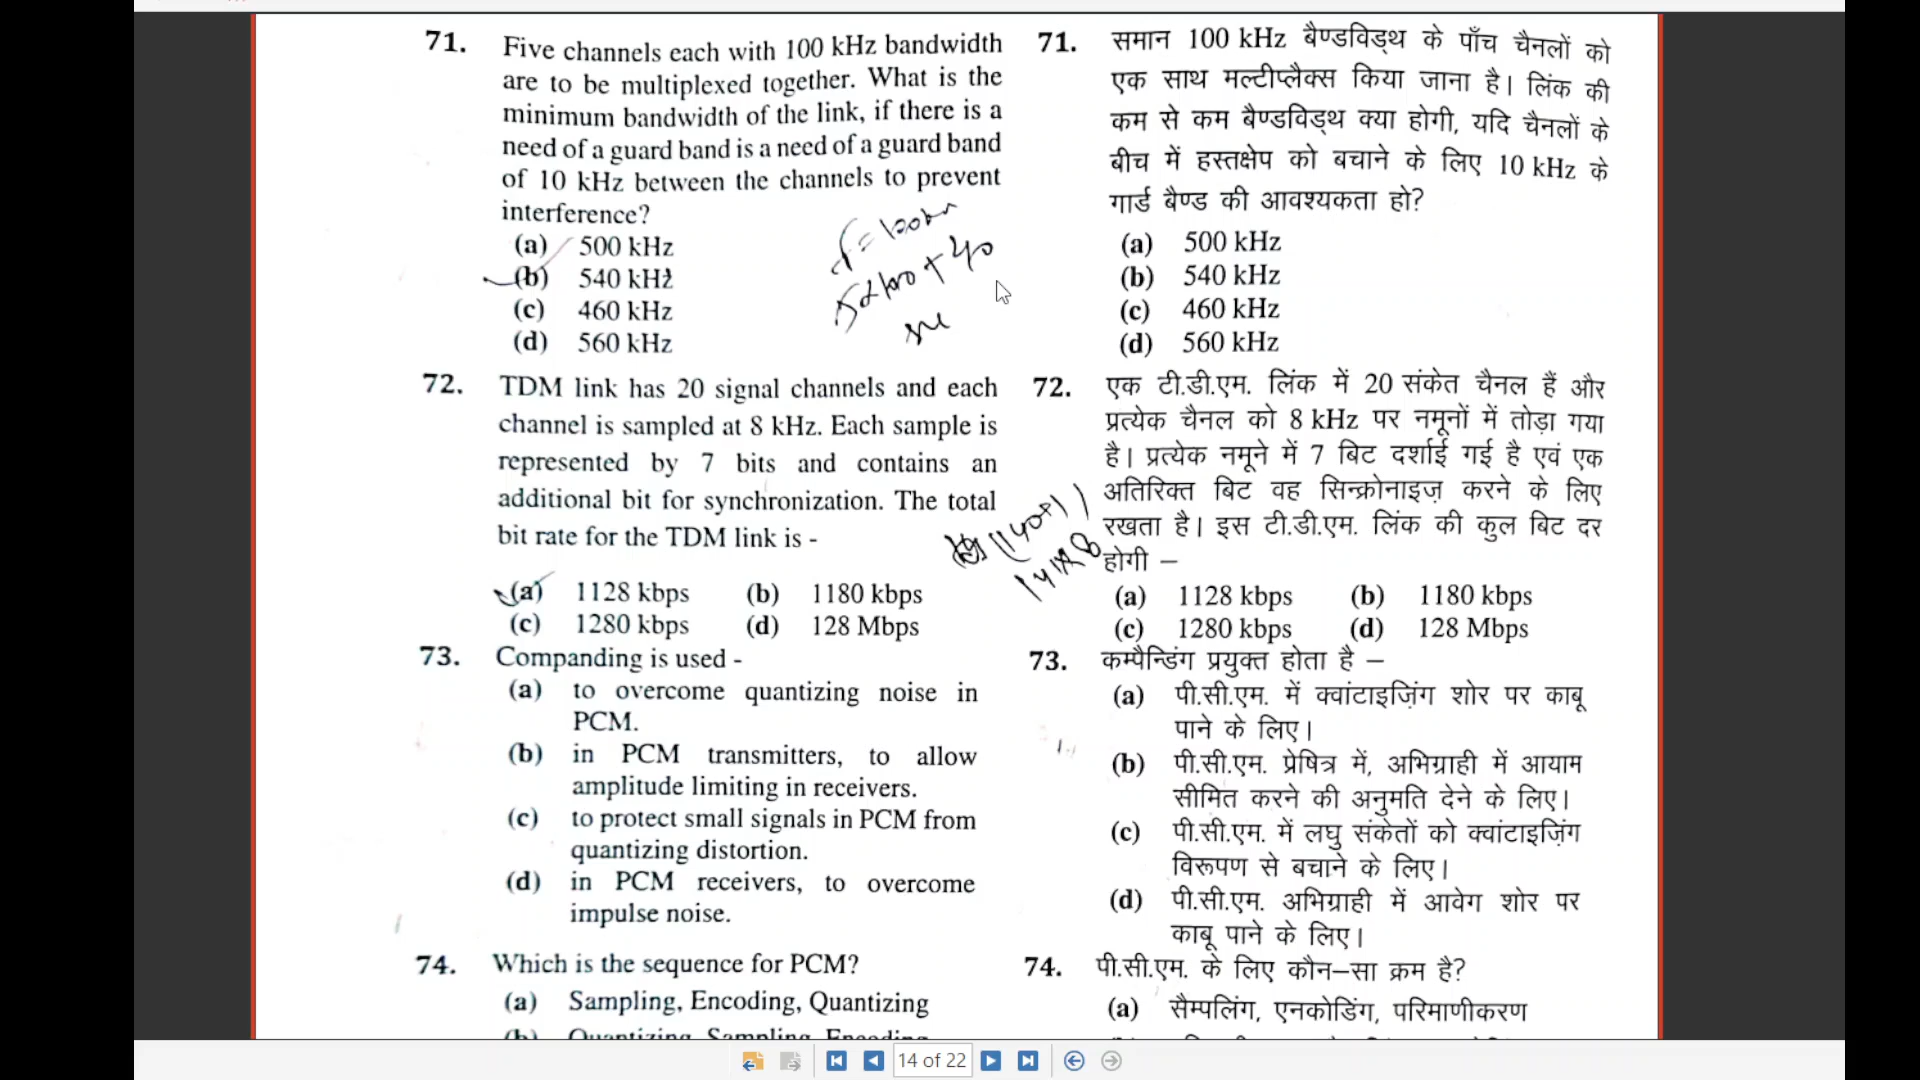 71. Five channels each with 100 kHz bandwidth
are to be multiplexed together. What is the
minimum bandwidth of the link, if there is a
need of a guard band is a need of a guard band
of 10 kHz between the channels to prevent
interference?
(a) 500 kHz
(b) 540 kHz
(c) 460 kHz
(d) 560 kHz
72. TDM link has 20 signal channels and each
channel is sampled at 8 kHz. Each sample is
represented by 7 bits and contains an
additional bit for synchronization. The total
bit rate for the TDM link is -
(a) 1128 kbps (b) 1180 kbps
(c) 1280 kbps (d) 128 Mbps
73. Companding is used -
(a) to overcome quantizing noise in
PCM.
(b) in PCM transmitters, to allow
amplitude limiting in receivers.
(c) to protect small signals in PCM from
quantizing distortion.
(d) in PCM receivers, to overcome
impulse noise.
74. Which is the sequence for PCM?
(a) Sampling, Encoding, Quantizing
(b) Quantizing, Sampling, Encoding
71. समान 100 kHz बैण्डविड्थ के पाँच चैनलों को
एक साथ मल्टीप्लैक्स किया जाना है। लिंक की
कम से कम बैण्डविड्थ क्या होगी, यदि चैनलों के
बीच में हस्तक्षेप को बचाने के लिए 10 kHz के
गार्ड बैण्ड की आवश्यकता हो?
(a) 500 kHz
(b) 540 kHz
(c) 460 kHz
(d) 560 kHz
72. एक टी.डी.एम. लिंक में 20 संकेत चैनल हैं और
प्रत्येक चैनल को 8 kHz पर नमूनों में तोड़ा गया
है। प्रत्येक नमूने में 7 बिट दर्शाई गई है एवं एक
अतिरिक्त बिट वह सिन्क्रोनाइज़ करने के लिए
रखता है। इस टी.डी.एम. लिंक की कुल बिट दर
होगी –
(a) 1128 kbps (b) 1180 kbps
(c) 1280 kbps (d) 128 Mbps
73. कम्पैन्डिंग प्रयुक्त होता है –
(a) पी.सी.एम. में क्वांटाइज़िंग शोर पर काबू
पाने के लिए।
(b) पी.सी.एम. प्रेषित्र में, अभिग्राही में आयाम
सीमित करने की अनुमति देने के लिए।
(c) पी.सी.एम. में लघु संकेतों को क्वांटाइज़िंग
विरूपण से बचाने के लिए।
(d) पी.सी.एम. अभिग्राही में आवेग शोर पर
काबू पाने के लिए।
74. पी.सी.एम. के लिए कौन–सा क्रम है?
(a) सैम्पलिंग, एनकोडिंग, परिमाणीकरण
14 of 22